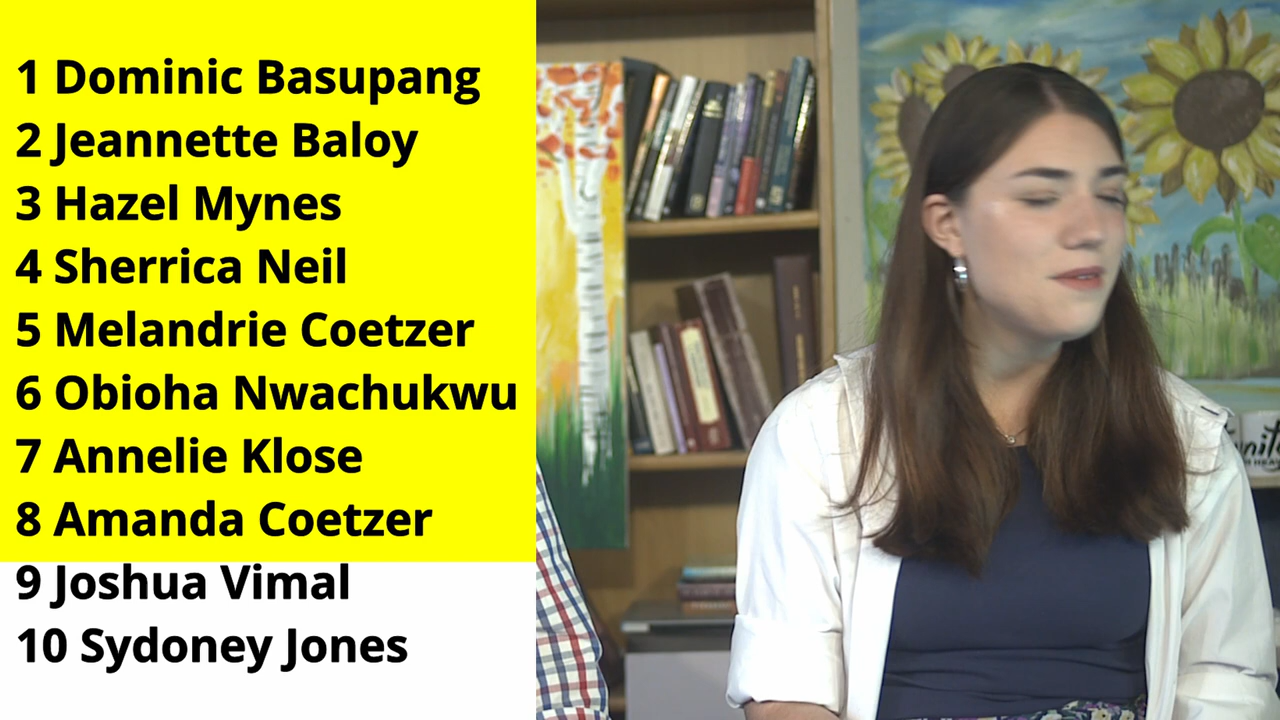 1 Dominic Basupang
2 Jeannette Baloy
3 Hazel Mynes
4 Sherrica Neil
5 Melandrie Coetzer
6 Obioha Nwachukwu
7 Annelie Klose
8 Amanda Coetzer
9 Joshua Vimal
10 Sydoney Jones